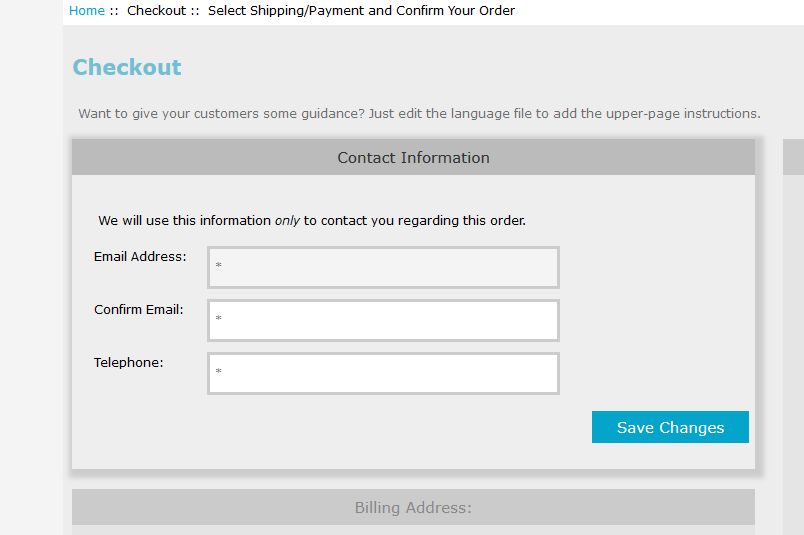 Home :: Checkout :: Select Shipping/Payment and Confirm Your Order
Checkout
Want to give your customers some guidance? Just edit the language file to add the upper-page instructions.
Contact Information
We will use this information only to contact you regarding this order.
Email Address: *
Confirm Email: *
Telephone: *
Save Changes
Billing Address: